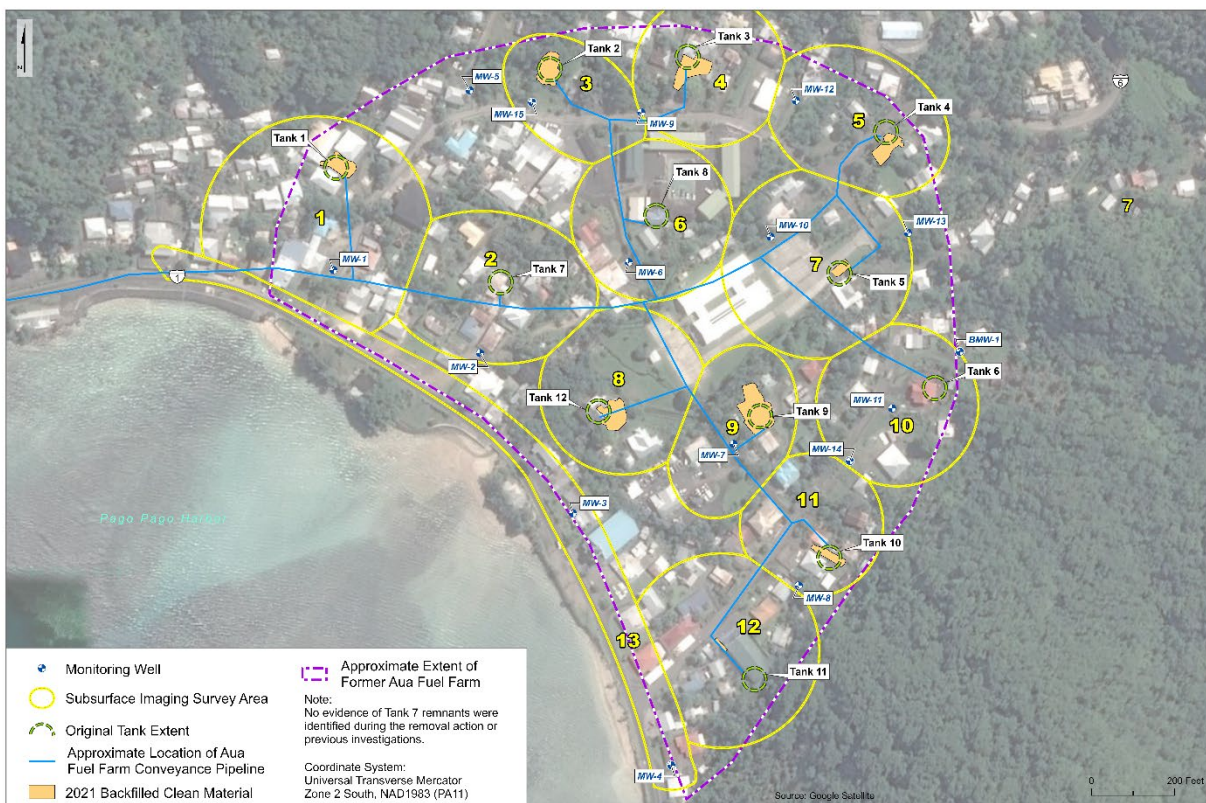 N
Tank 3
Tank 2
4
3
MW-5
MW-12
6
Tank 4
MW-15
MW-9
5
Tank 1
Tank 8
7
1
6
MW-13
MW-10
2
MW-1
Tank 7
MW-6
7
1
Tank 5
BMW-1
MW-2
Tank 6
8
MW-11
Tank 12
Tank 9
9
10
MW-7
MW-14
11
MW-3
Pago Pago Harbor
Tank 10
MW-8
12
13
Tank 11
MW-4
Monitoring Well
Subsurface Imaging Survey Area
Original Tank Extent
Approximate Location of Aua
Fuel Farm Conveyance Pipeline
2021 Backfilled Clean Material
Approximate Extent of
Former Aua Fuel Farm
Note:
No evidence of Tank 7 remnants were
identified during the removal action or
previous investigations.
Coordinate System:
Universal Transverse Mercator
Zone 2 South, NAD1983 (PA11)
0 200 Feet
Source: Google Satellite